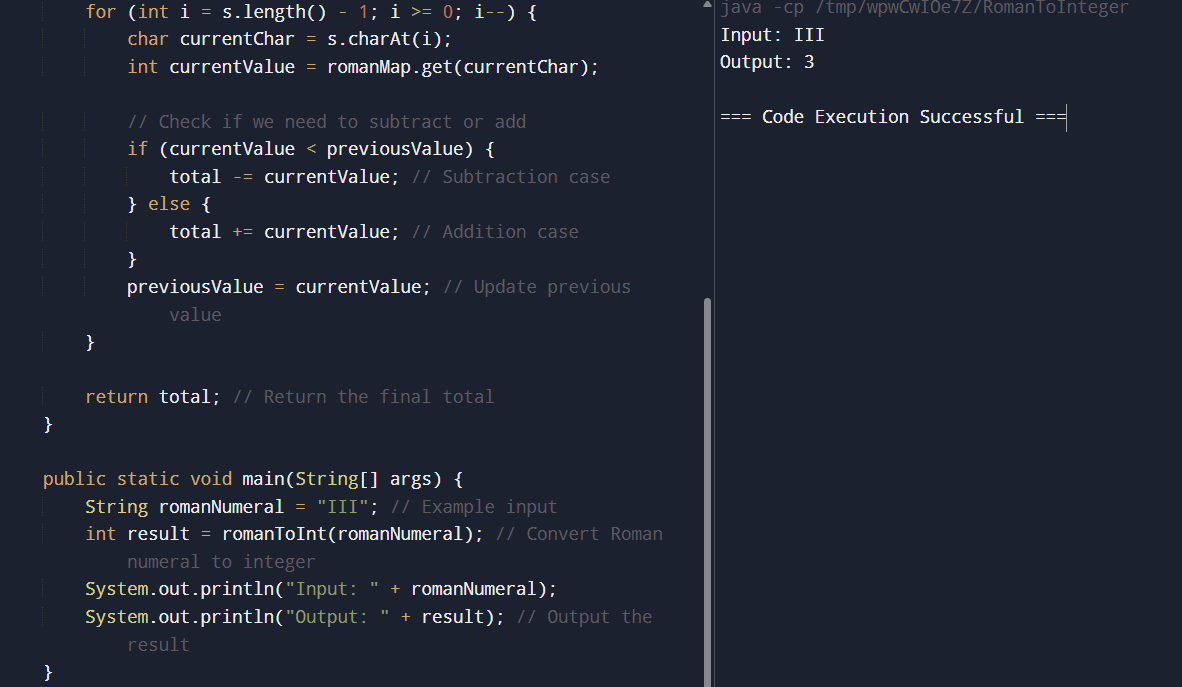 for (int i = s.length() - 1; i >= 0; i--) {
char currentChar = s.charAt(i);
int currentValue = romanMap.get(currentChar);
// Check if we need to subtract or add
if (currentValue < previousValue) {
total -= currentValue; // Subtraction case
} else {
total += currentValue; // Addition case
}
previousValue = currentValue; // Update previous
value
}
return total; // Return the final total
}
public static void main(String[] args) {
String romanNumeral = "III"; // Example input
int result = romanToInt(romanNumeral); // Convert Roman
numeral to integer
System.out.println("Input: " + romanNumeral);
System.out.println("Output: " + result); // Output the
result
}
java -cp /tmp/wpwCwIOe7Z/RomanToInteger
Input: III
Output: 3
=== Code Execution Successful ===